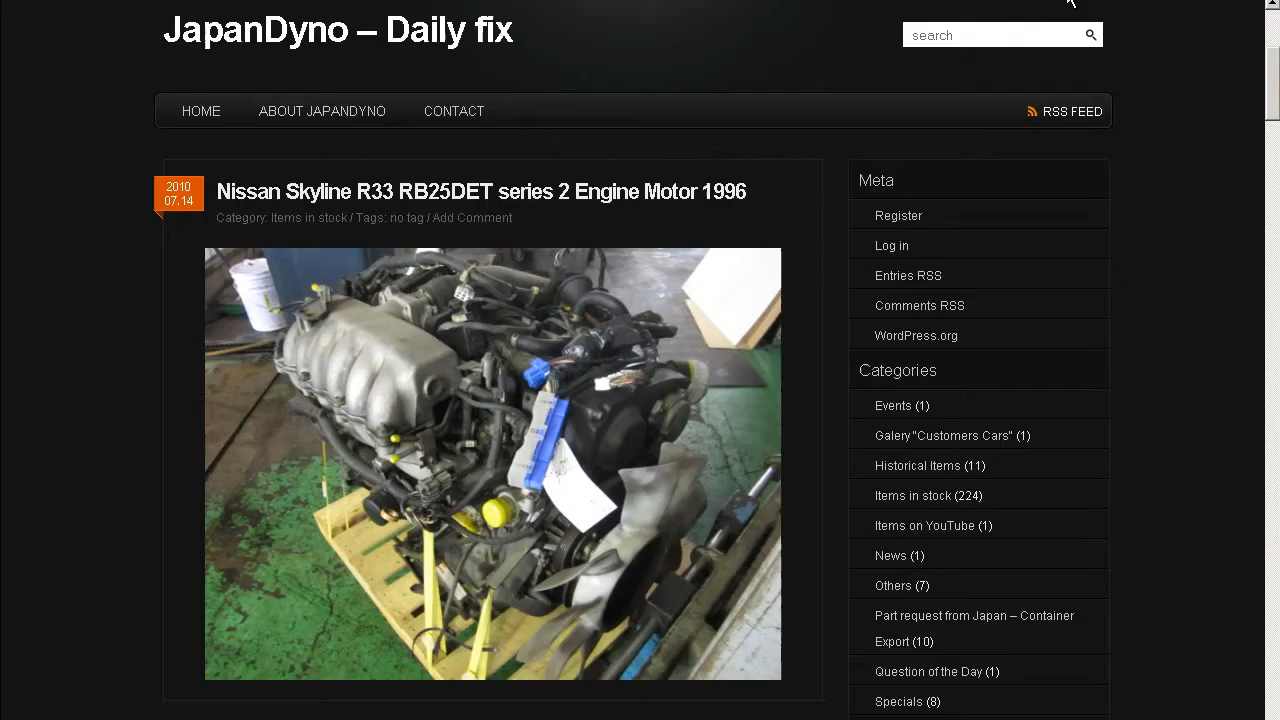 JapanDyno – Daily fix
search
HOME
ABOUT JAPANDYNO
CONTACT
RSS FEED
2010
07.14
Nissan Skyline R33 RB25DET series 2 Engine Motor 1996
Category: Items in stock / Tags: no tag / Add Comment
Meta
Register
Log in
Entries RSS
Comments RSS
WordPress.org
Categories
Events (1)
Galery "Customers Cars" (1)
Historical Items (11)
Items in stock (224)
Items on YouTube (1)
News (1)
Others (7)
Part request from Japan – Container
Export (10)
Question of the Day (1)
Specials (8)